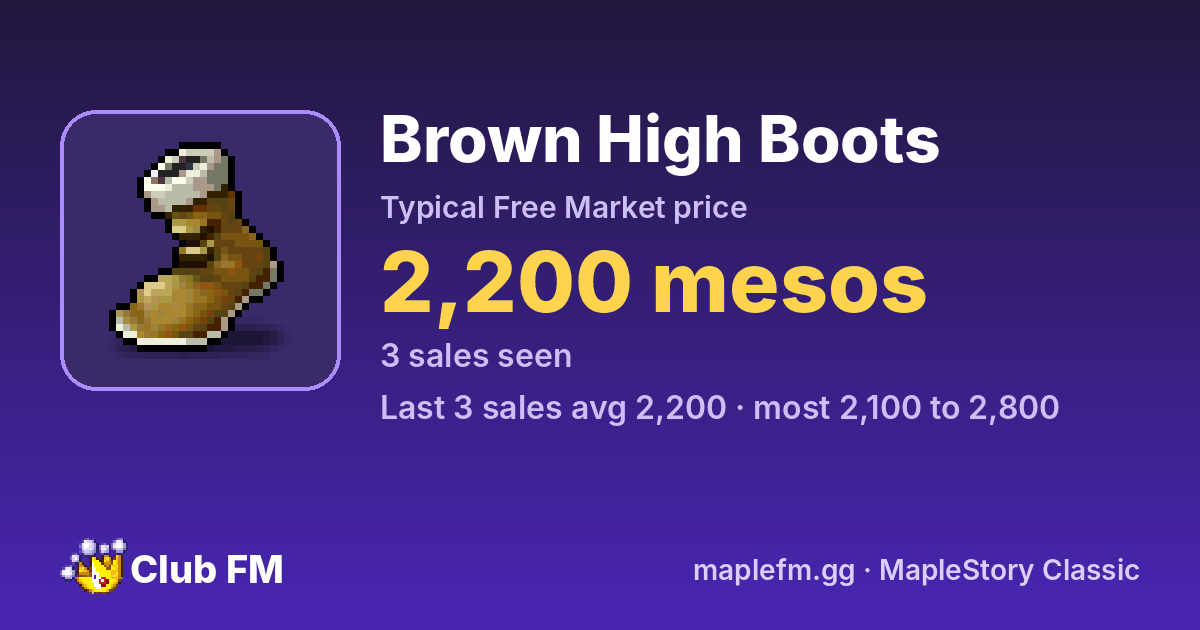 Brown High Boots
Typical Free Market price
2,200 mesos
3 sales seen
Last 3 sales avg 2,200 · most 2,100 to 2,800
Club FM
maplefm.gg · MapleStory Classic